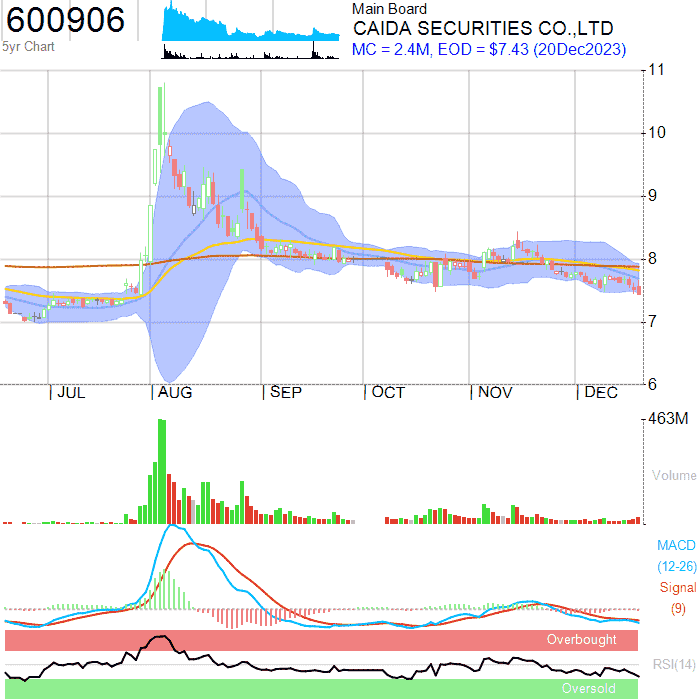 600906
5yr Chart
Main Board
CAIDA SECURITIES CO.,LTD
MC = 2.4M, EOD = $7.43 (20Dec2023)
11
10
9
8
7
6
JUL
AUG
SEP
OCT
NOV
DEC
463M
Volume
MACD
(12-26)
Signal
(9)
Overbought
RSI(14)
Oversold